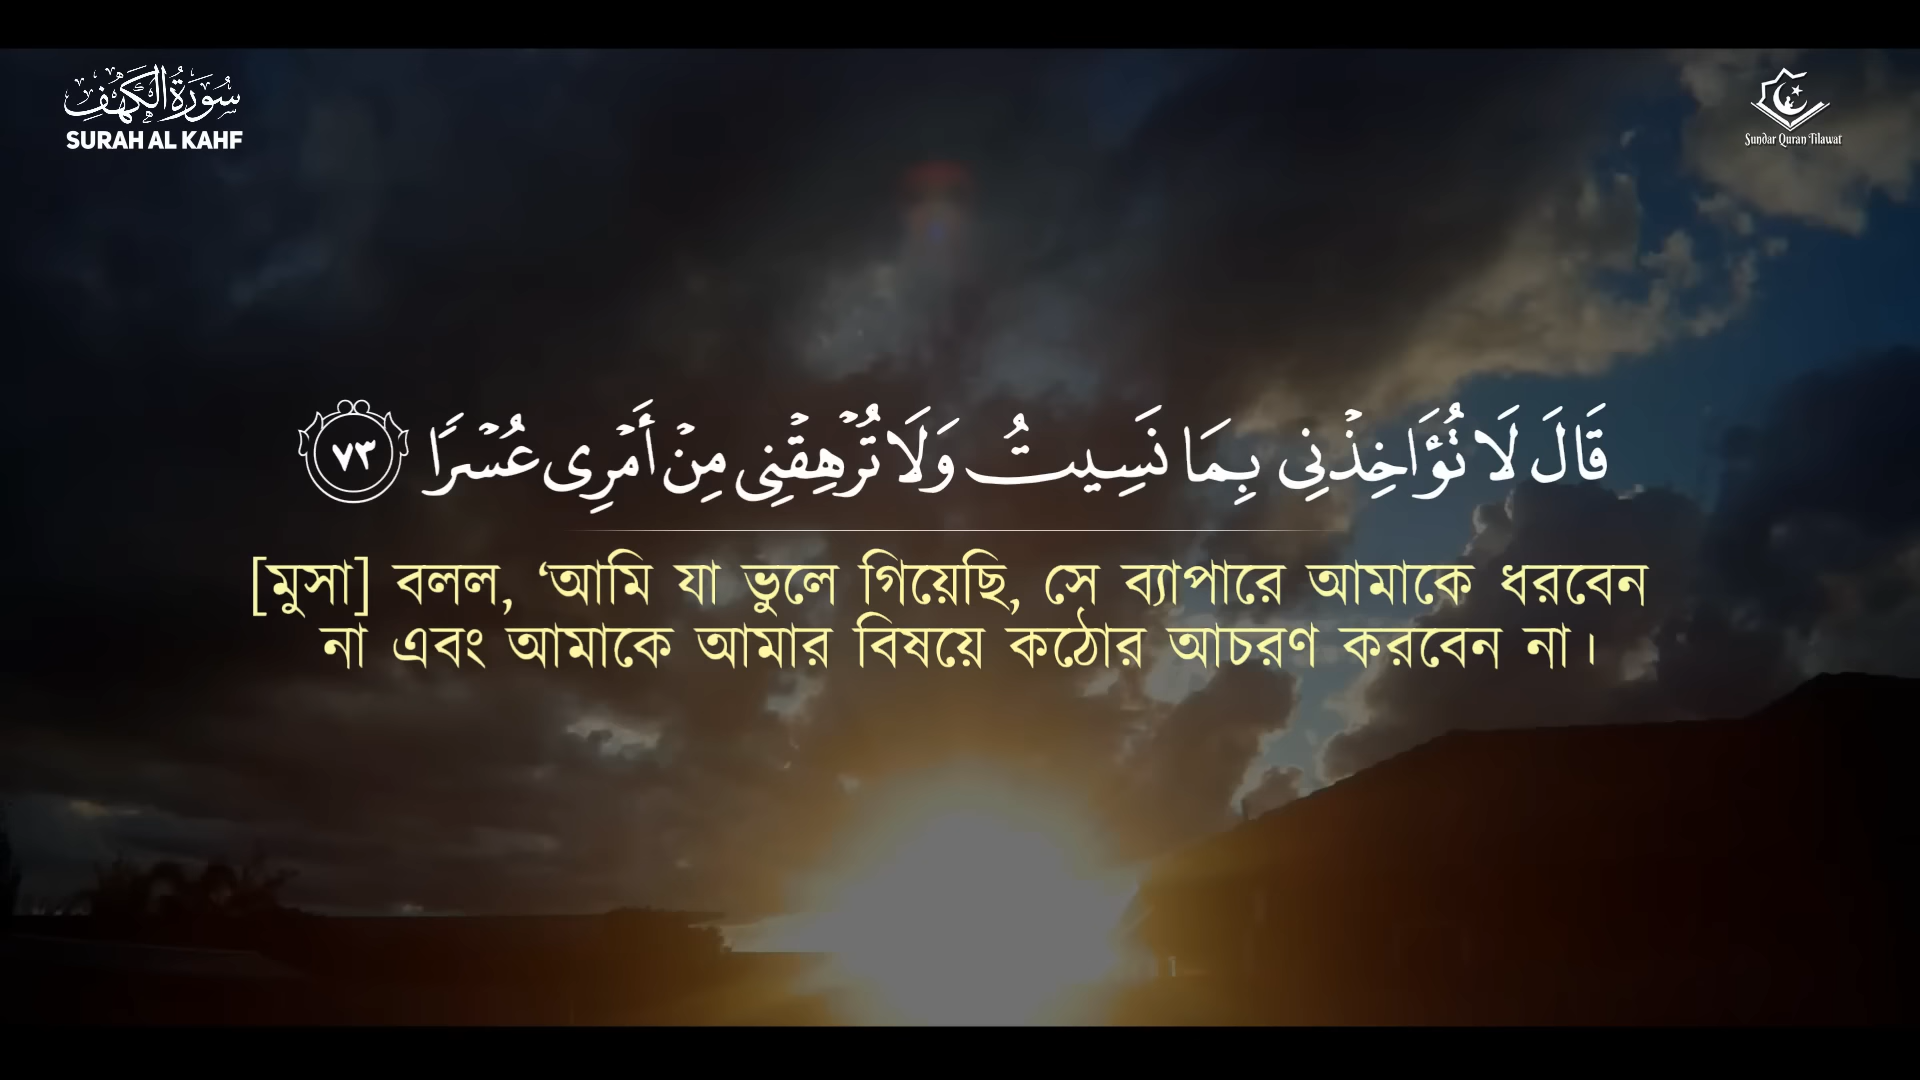 سُورَةُ الكَهْفِ
SURAH AL KAHF
Sundar Quran Tilawat
قَالَ لَا تُؤَاخِذْنِي بِمَا نَسِيتُ وَلَا تُرْهِقْنِي مِنْ أَمْرِي عُسْرًا ٧٣
[মুসা] বলল, ‘আমি যা ভুলে গিয়েছি, সে ব্যাপারে আমাকে ধরবেন
না এবং আমাকে আমার বিষয়ে কঠোর আচরণ করবেন না।